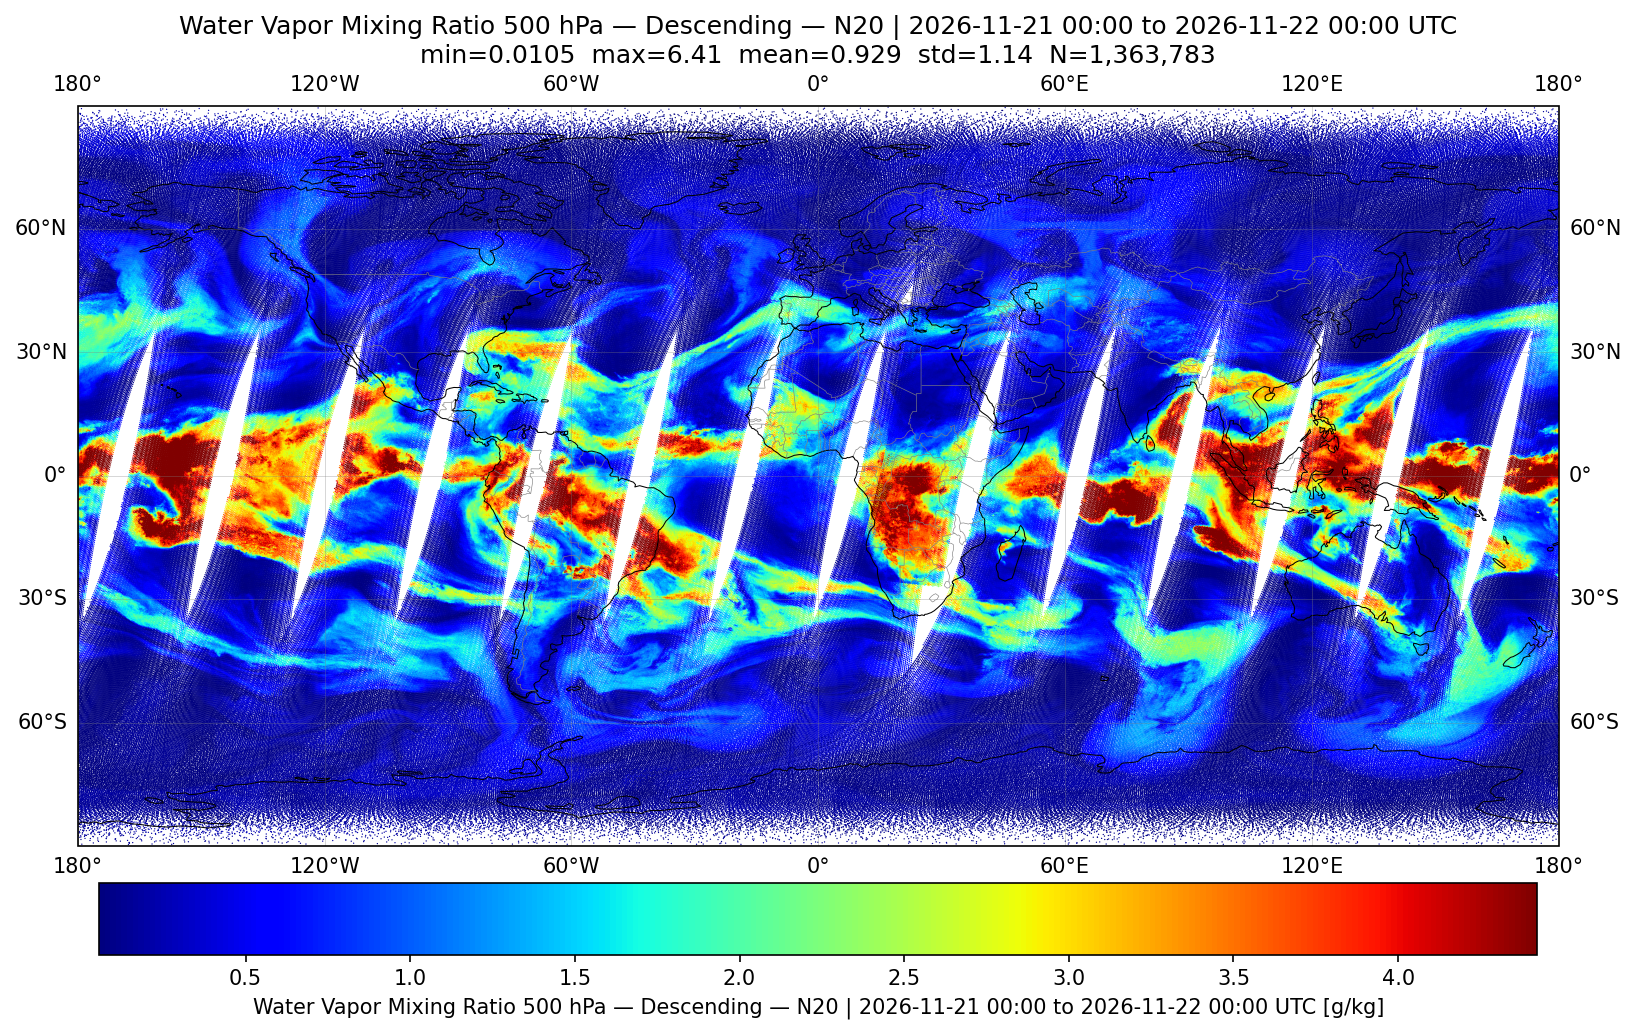 Water Vapor Mixing Ratio 500 hPa — Descending — N20 | 2026-11-21 00:00 to 2026-11-22 00:00 UTC
min=0.0105  max=6.41  mean=0.929  std=1.14  N=1,363,783
180° 120°W 60°W 0° 60°E 120°E 180°
60°N 60°N
30°N 30°N
0° 0°
30°S 30°S
60°S 60°S
180° 120°W 60°W 0° 60°E 120°E 180°
0.5 1.0 1.5 2.0 2.5 3.0 3.5 4.0
Water Vapor Mixing Ratio 500 hPa — Descending — N20 | 2026-11-21 00:00 to 2026-11-22 00:00 UTC [g/kg]